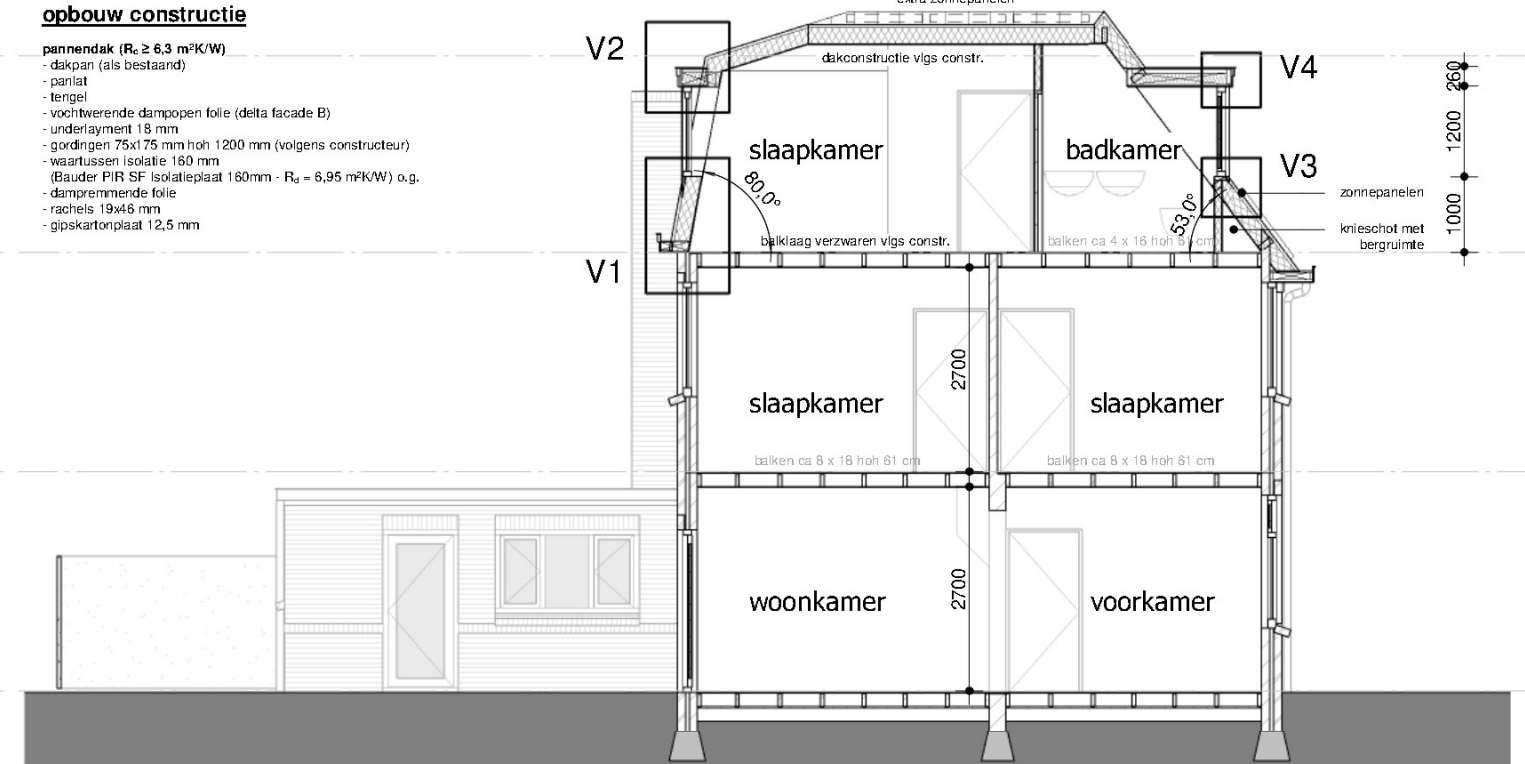 opbouw constructie
pannendak (Rc ≥ 6,3 m²K/W)
- dakpan (als bestaand)
- panlat
- tengel
- vochtwerende dampopen folie (delta facade B)
- underlayment 18 mm
- gordingen 75x175 mm hoh 1200 mm (volgens constructeur)
- waartussen isolatie 160 mm
(Bauder PIR SF Isolatieplaat 160mm - Rd = 6,95 m²K/W) o.g.
- dampremmende folie
- rachels 19x46 mm
- gipskartonplaat 12,5 mm
extra zonnepanelen
V2
dakconstructie vlgs constr.
V4
260
1200
slaapkamer
badkamer
V3
80,0°
53,0°
zonnepanelen
1000
knieschot met
bergruimte
balklaag verzwaren vlgs constr.
balken ca 4 x 16 hoh 61 cm
V1
2700
slaapkamer
slaapkamer
balken ca 8 x 18 hoh 61 cm
balken ca 8 x 18 hoh 61 cm
2700
woonkamer
voorkamer